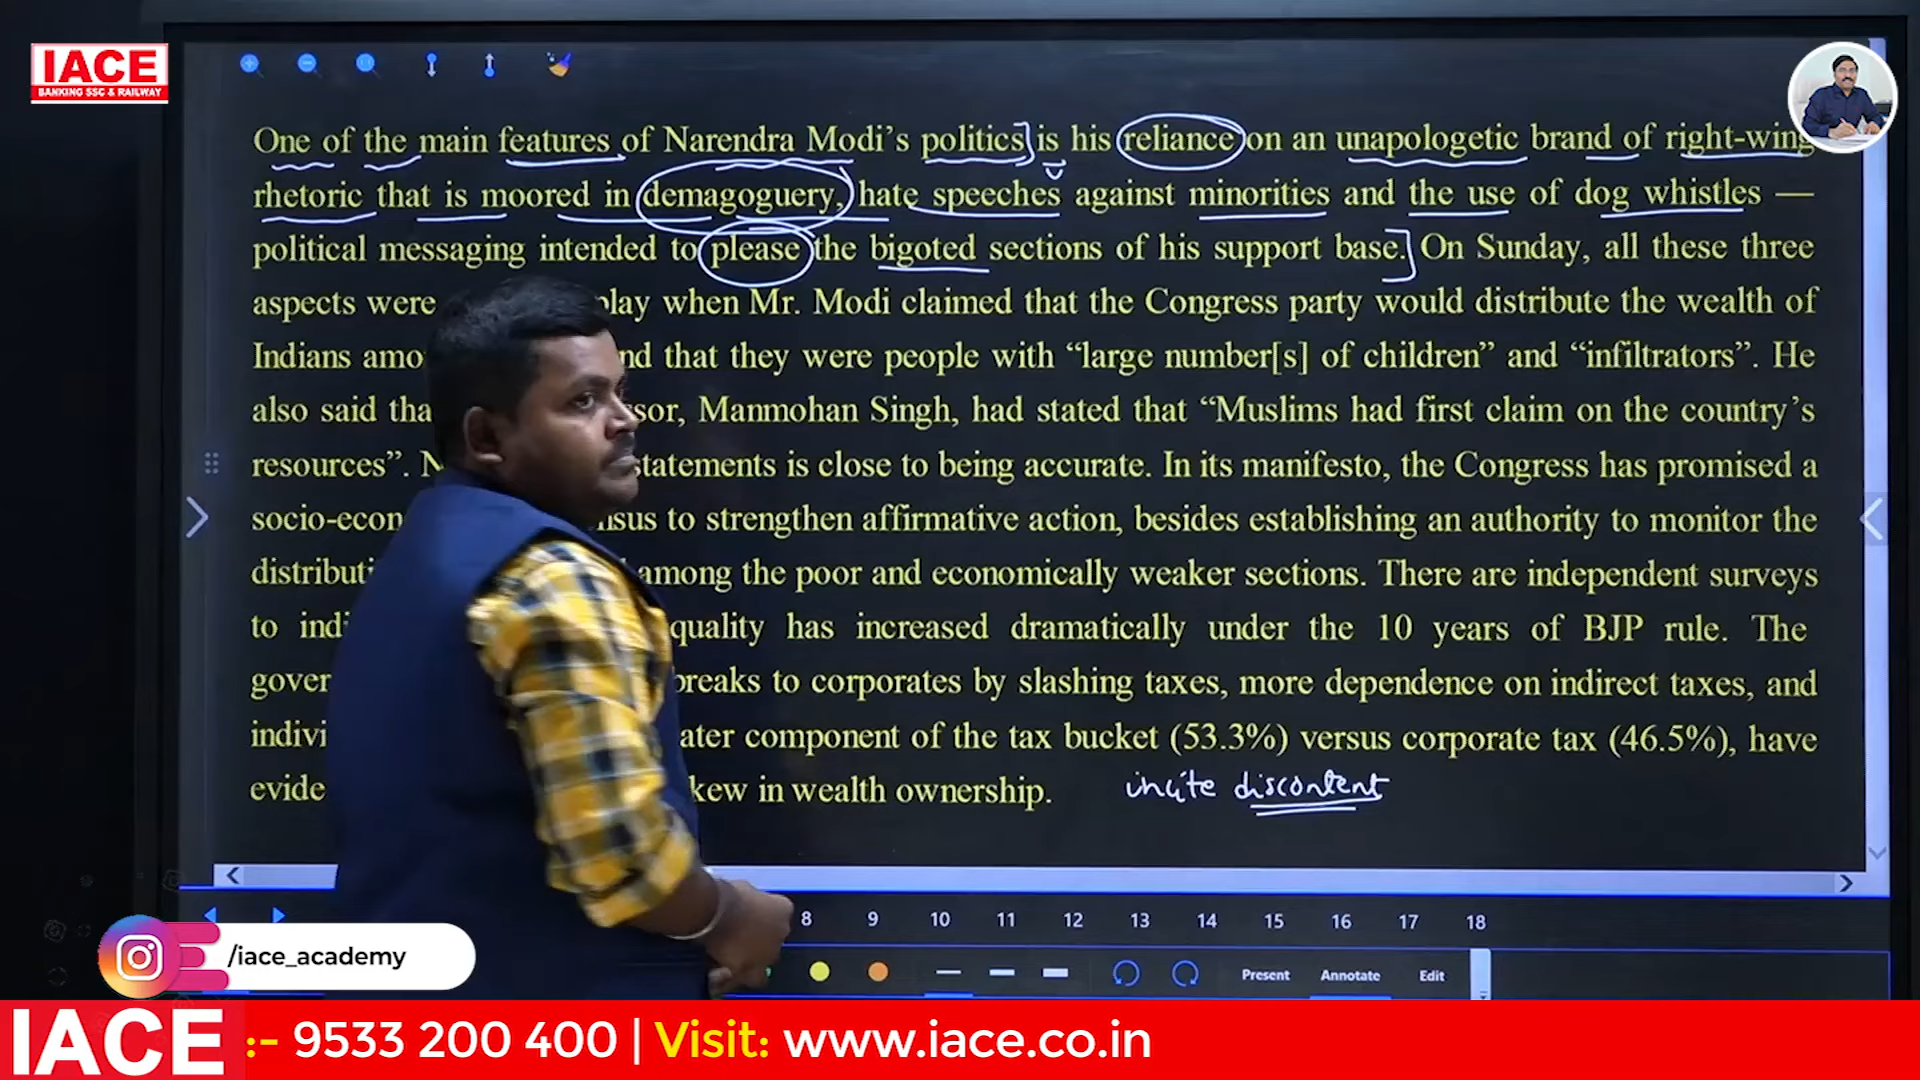 IACE
BANKING SSC & RAILWAY
One of the main features of Narendra Modi's politics is his reliance on an unapologetic brand of right-wing
rhetoric that is moored in demagoguery, hate speeches against minorities and the use of dog whistles —
political messaging intended to please the bigoted sections of his support base. On Sunday, all these three
aspects were play when Mr. Modi claimed that the Congress party would distribute the wealth of
Indians amo nd that they were people with “large number[s] of children” and “infiltrators”. He
also said tha ssor, Manmohan Singh, had stated that “Muslims had first claim on the country's
resources”. N statements is close to being accurate. In its manifesto, the Congress has promised a
socio-econ nsus to strengthen affirmative action, besides establishing an authority to monitor the
distributi among the poor and economically weaker sections. There are independent surveys
to indi quality has increased dramatically under the 10 years of BJP rule. The
gover breaks to corporates by slashing taxes, more dependence on indirect taxes, and
indivi ater component of the tax bucket (53.3%) versus corporate tax (46.5%), have
evide kew in wealth ownership. incite discontent
8 9 10 11 12 13 14 15 16 17 18
/iace_academy
Present Annotate Edit
IACE :- 9533 200 400 | Visit: www.iace.co.in